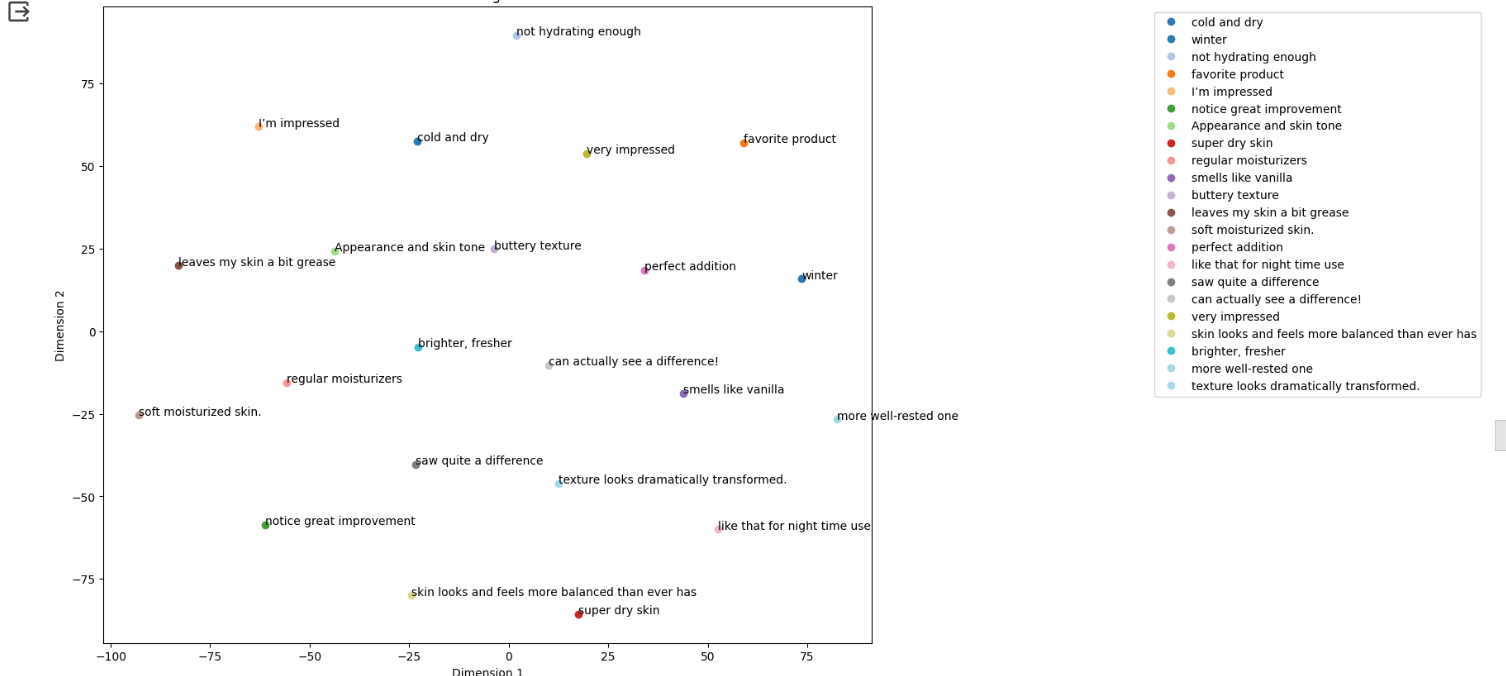 not hydrating enough
75
I'm impressed
cold and dry
favorite product
very impressed
50
Appearance and skin tone
buttery texture
25
leaves my skin a bit grease
perfect addition
winter
Dimension 2
0
brighter, fresher
can actually see a difference!
regular moisturizers
smells like vanilla
soft moisturized skin.
−25
more well-rested one
saw quite a difference
texture looks dramatically transformed.
−50
notice great improvement
like that for night time use
−75
skin looks and feels more balanced than ever has
super dry skin
−100
−75
−50
−25
0
25
50
75
Dimension 1
cold and dry
winter
not hydrating enough
favorite product
I'm impressed
notice great improvement
Appearance and skin tone
super dry skin
regular moisturizers
smells like vanilla
buttery texture
leaves my skin a bit grease
soft moisturized skin.
perfect addition
like that for night time use
saw quite a difference
can actually see a difference!
very impressed
skin looks and feels more balanced than ever has
brighter, fresher
more well-rested one
texture looks dramatically transformed.